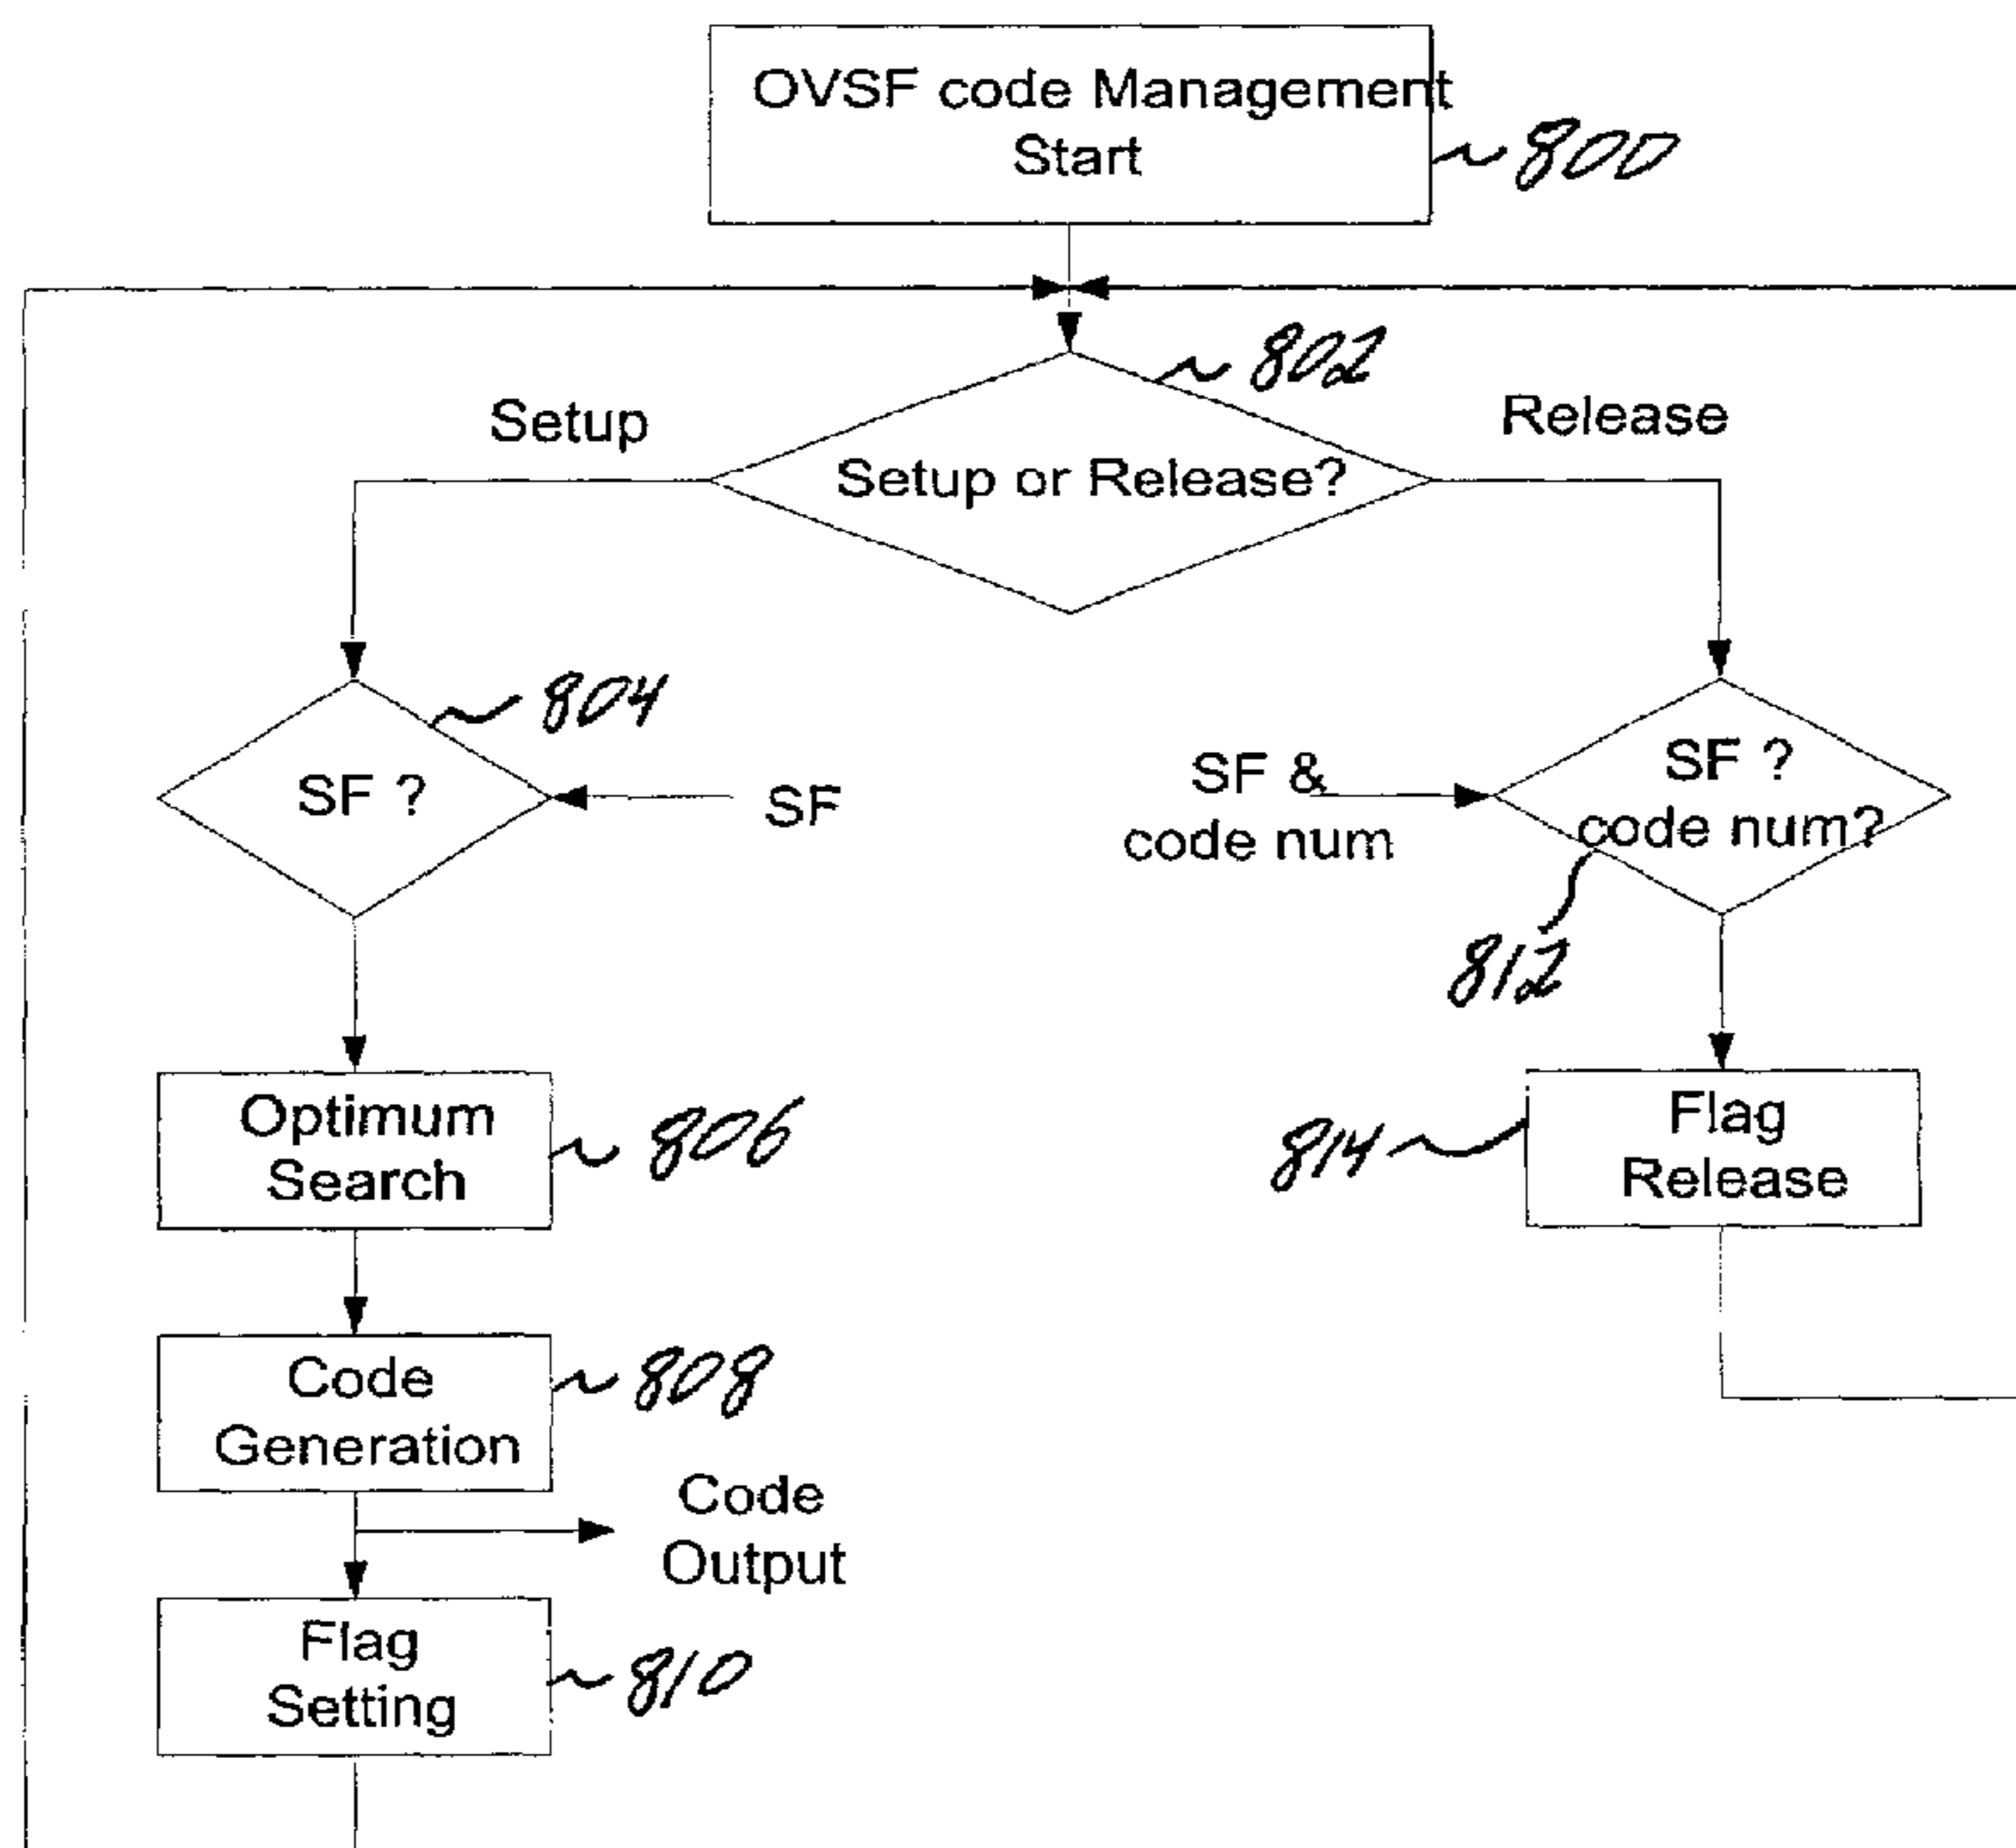 OVSF code Management
Start
800
802
Setup
Release
Setup or Release?
804
SF ?
SF
SF &
code num
SF ?
code num?
812
Optimum
Search
806
814
Flag
Release
Code
Generation
808
Code
Output
Flag
Setting
810